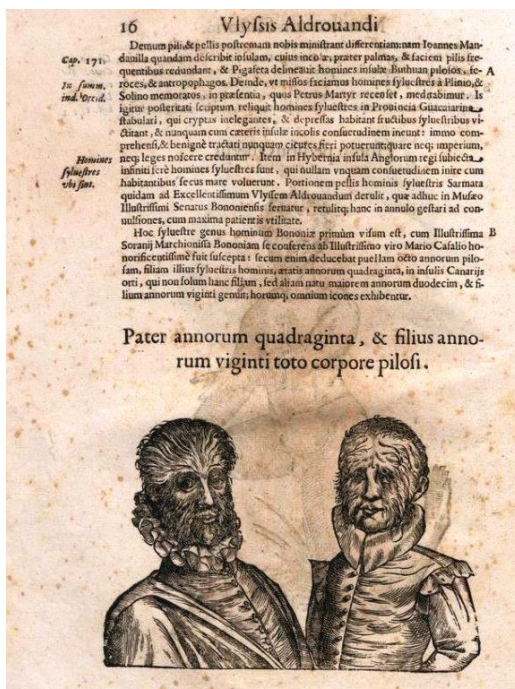 16 Vlyssis Aldrouandi
Demum pili, & pellis postremam nobis ministrant differentiam: nam Ioannes Man-
Cap. 171. dauilla quandam describit insulam, cuius incolæ, præter palmas, & faciem pilis fre-
quentibus redundant, & Pigafeta delineauit homines insulæ Buthuan pilosos, fe- A
In summ. roces, & antropophagos. Deinde, vt missos faciamus homines syluestres à Plinio, &
ind. Occid. Solino memoratos, in præsentia, quos Petrus Martyr recenset, meditabimur. Is
igitur posteritati scriptum reliquit homines syluestres in Prouincia Guacaiarima
stabulari, qui cryptas inelegantes, & depressas habitant fructibus syluestribus vi-
ctitant, & nunquam cum cæteris insulæ incolis consuetudinem ineunt: immo com-
prehensi, & benignè tractati nunquam cicures fieri potuerunt; quare neq; imperium,
Homines neq; leges noscere creduntur. Item in Hybernia insula Anglorum regi subiecta
syluestres infiniti ferè homines syluestres sunt, qui nullam vnquam consuetudinem inire cum
vbi sint. habitantibus secus mare voluerunt. Portionem pellis hominis syluestris Sarmata
quidam ad Excellentissimum Vlyssem Aldrouandum detulit, quæ adhuc in Musæo
Illustrissimi Senatus Bononiensis seruatur, retulitq; hanc in annulo gestari ad con-
uulsiones, cum maxima patientis vtilitate.
Hoc syluestre genus hominum Bononiæ primùm visum est, cum Illustrissima B
Soranij Marchionissa Bononiam se conferens ab Illustrissimo viro Mario Casalio ho-
norificentissimè fuit suscepta: secum enim deducebat puellam octo annorum pilo-
sam, filiam illius syluestris hominis, ætatis annorum quadraginta, in insulis Canarijs
orti, qui non solum hanc filiam, sed aliam natu maiorem annorum duodecim, & fi-
lium annorum viginti genuit; horumq; omnium icones exhibentur.
Pater annorum quadraginta, & filius anno-
rum viginti toto corpore pilosi.